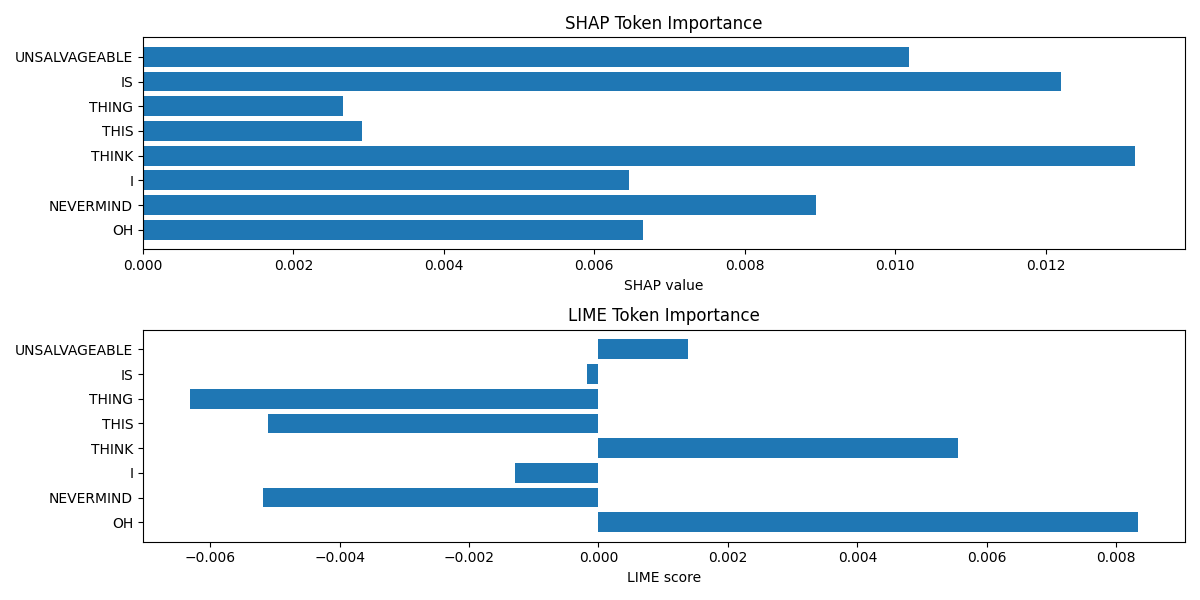 SHAP Token Importance
UNSALVAGEABLE
IS
THING
THIS
THINK
I
NEVERMIND
OH
0.000 0.002 0.004 0.006 0.008 0.010 0.012
SHAP value
LIME Token Importance
UNSALVAGEABLE
IS
THING
THIS
THINK
I
NEVERMIND
OH
−0.006 −0.004 −0.002 0.000 0.002 0.004 0.006 0.008
LIME score